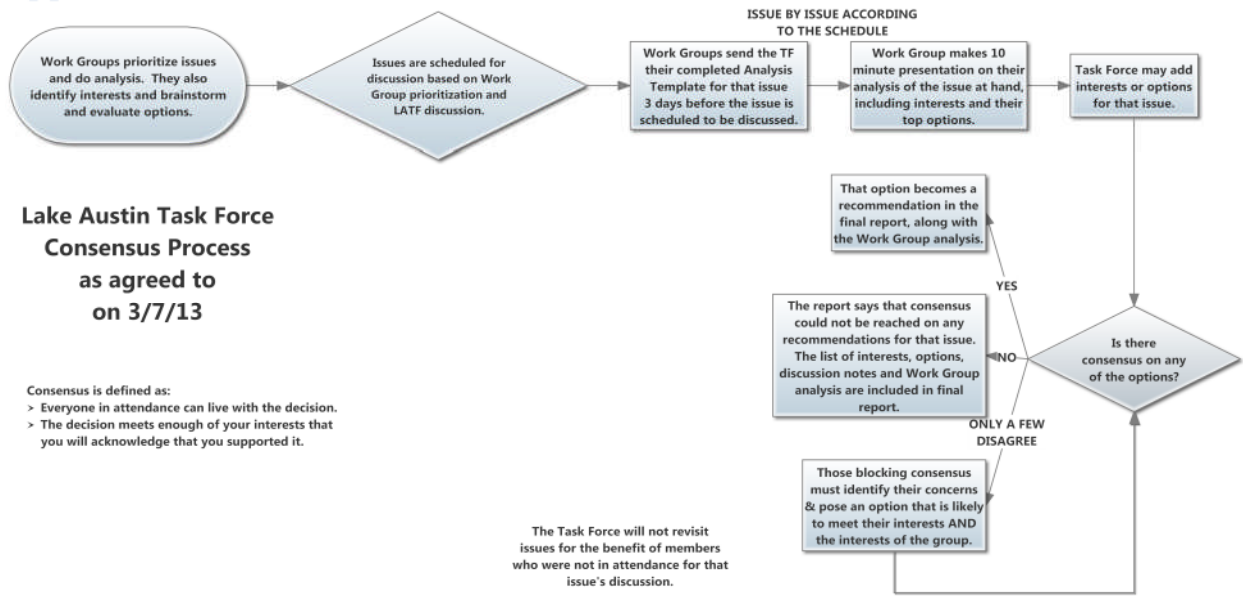 ISSUE BY ISSUE ACCORDING
TO THE SCHEDULE
Work Groups prioritize issues
and do analysis. They also
identify interests and brainstorm
and evaluate options.
Issues are scheduled for
discussion based on Work
Group prioritization and
LATF discussion.
Work Groups send the TF
their completed Analysis
Template for that issue
3 days before the issue is
scheduled to be discussed.
Work Group makes 10
minute presentation on their
analysis of the issue at hand,
including interests and their
top options.
Task Force may add
interests or options
for that issue.
Lake Austin Task Force
Consensus Process
as agreed to
on 3/7/13
That option becomes a
recommendation in the
final report, along with
the Work Group analysis.
YES
The report says that consensus
could not be reached on any
recommendations for that issue.
The list of interests, options,
discussion notes and Work Group
analysis are included in final
report.
NO
Is there
consensus on any
of the options?
Consensus is defined as:
> Everyone in attendance can live with the decision.
> The decision meets enough of your interests that
you will acknowledge that you supported it.
ONLY A FEW
DISAGREE
Those blocking consensus
must identify their concerns
& pose an option that is likely
to meet their interests AND
the interests of the group.
The Task Force will not revisit
issues for the benefit of members
who were not in attendance for that
issue's discussion.